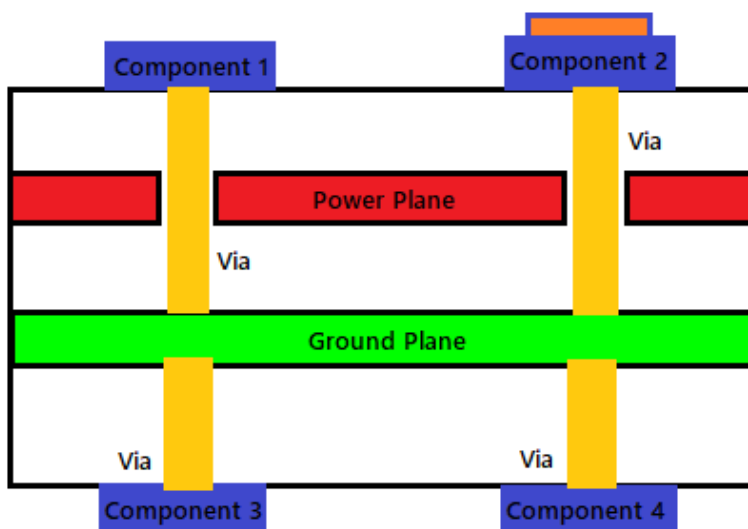 Component 1
Component 2
Via
Power Plane
Via
Ground Plane
Via
Via
Component 3
Component 4